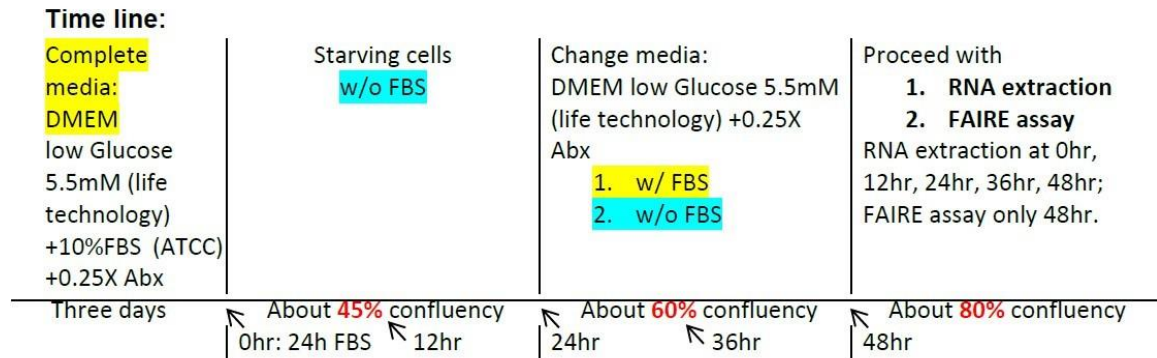 Time line:
Complete
media:
DMEM
low Glucose
5.5mM (life
technology)
+10%FBS (ATCC)
+0.25X Abx
Starving cells
w/o FBS
Change media:
DMEM low Glucose 5.5mM
(life technology) +0.25X
Abx
1. w/ FBS
2. w/o FBS
Proceed with
1. RNA extraction
2. FAIRE assay
RNA extraction at 0hr,
12hr, 24hr, 36hr, 48hr;
FAIRE assay only 48hr.
Three days
About 45% confluency
About 60% confluency
About 80% confluency
0hr: 24h FBS
12hr
24hr
36hr
48hr